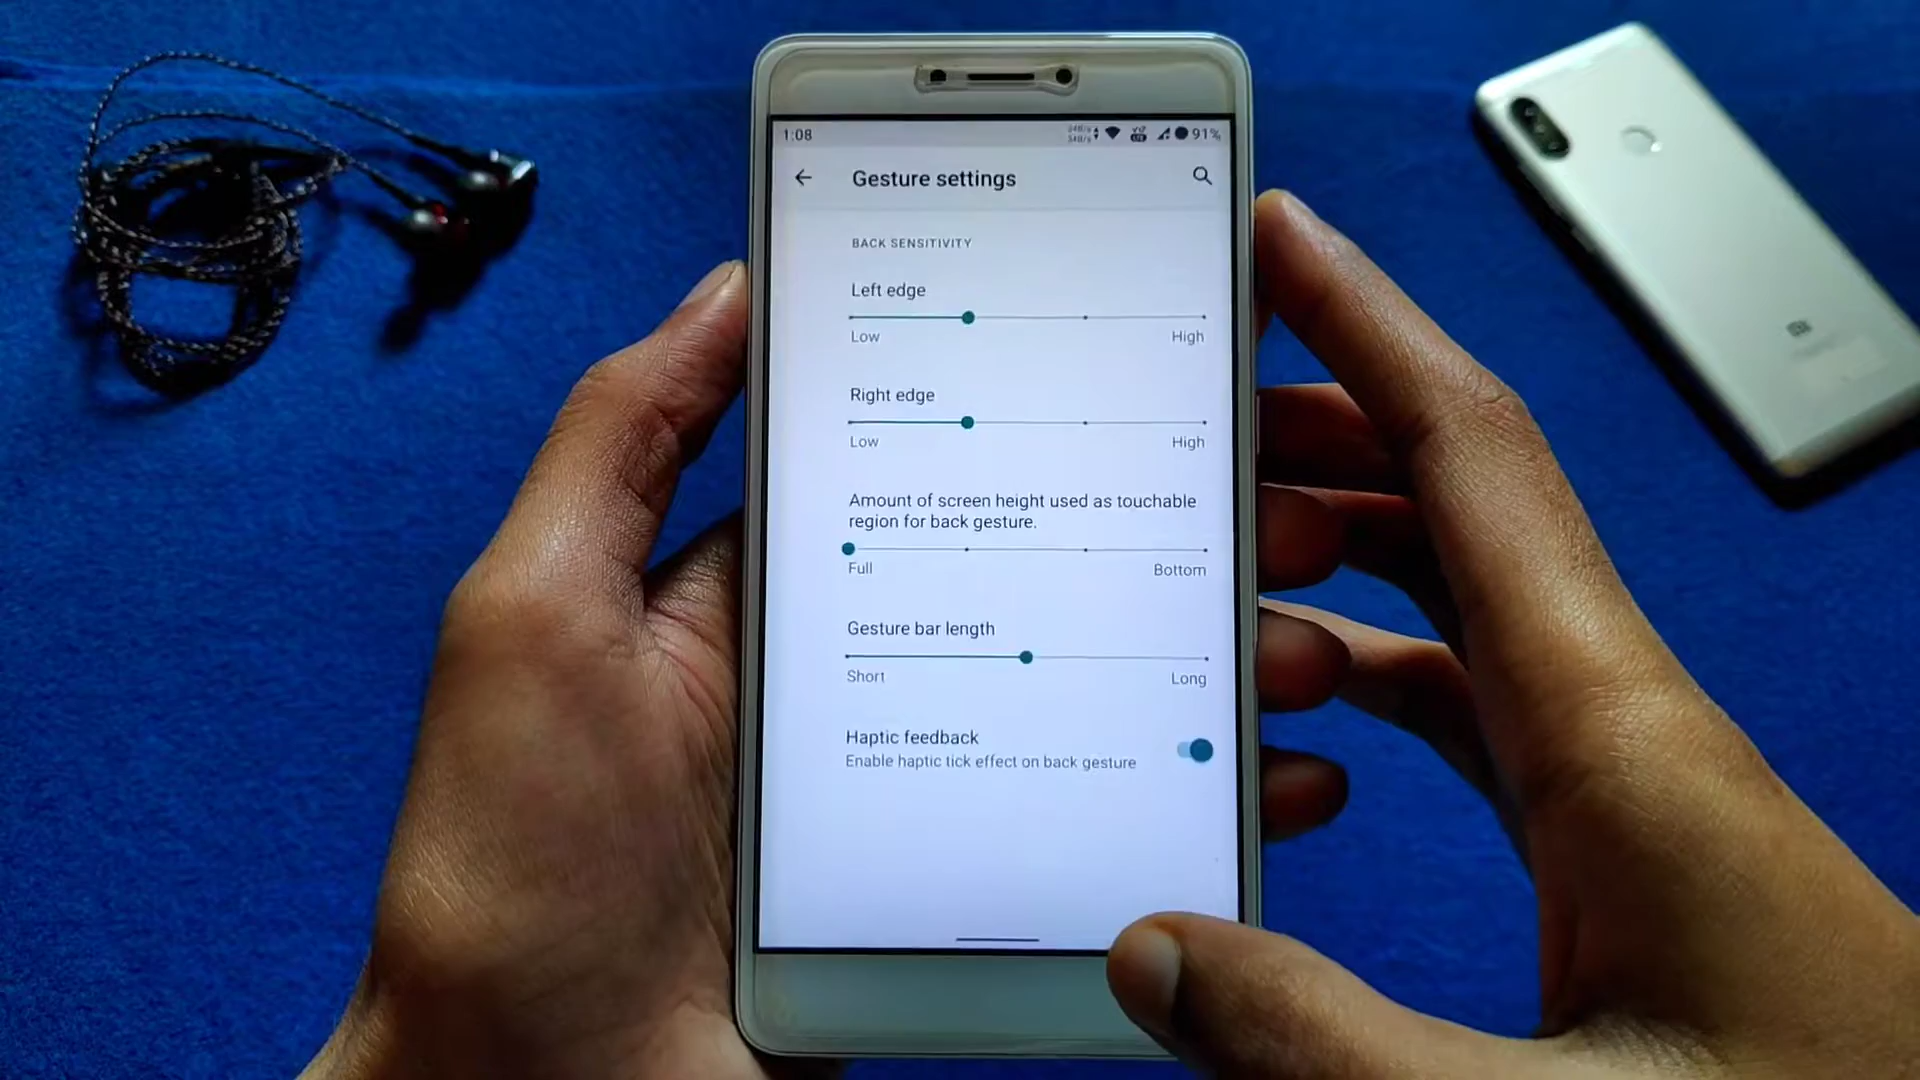 1:08
91%
Gesture settings
BACK SENSITIVITY
Left edge
Low High
Right edge
Low High
Amount of screen height used as touchable
region for back gesture.
Full Bottom
Gesture bar length
Short Long
Haptic feedback
Enable haptic tick effect on back gesture